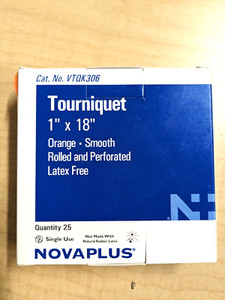 Cat. No. VTQK306
Tourniquet
1" x 18"
Orange • Smooth
Rolled and Perforated
Latex Free
Quantity 25
Single Use
Not Made With
Natural Rubber Latex
NOVAPLUS®